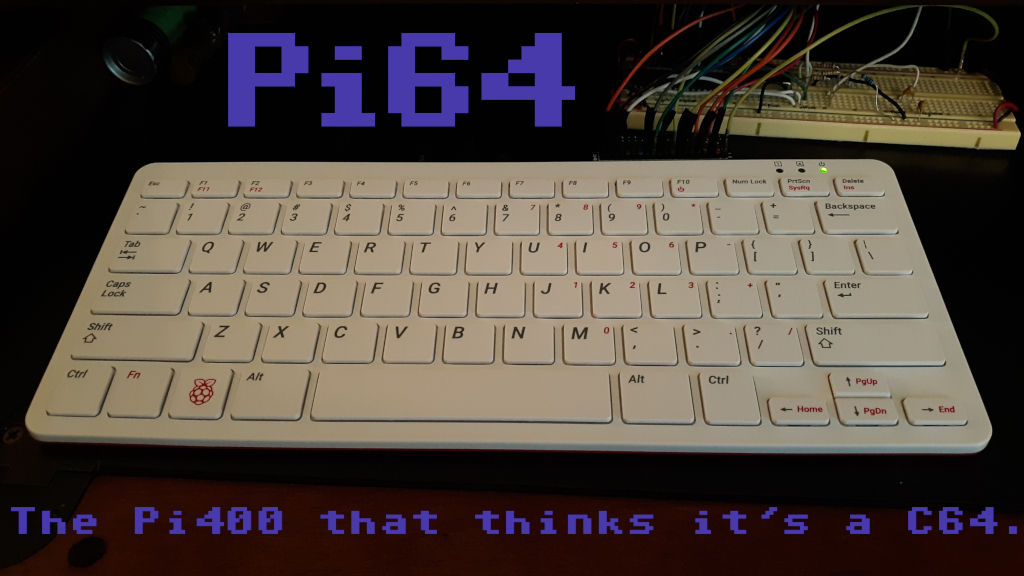 Pi64
Esc F1 F11 F2 F12 F3 F4 F5 F6 F7 F8 F9 F10 Num Lock PrtScn SysRq Delete Ins
~ ! 1 @ 2 # 3 $ 4 % 5 ^ 6 & 7 7 * 8 8 ( 9 9 ) 0 * _ - + = Backspace
Tab Q W E R T Y U 4 I 5 O 6 P - { [ } ] | \
Caps Lock A S D F G H J 1 K 2 L 3 : ; + " ' Enter
Shift Z X C V B N M 0 < , > . . ? / / Shift
Ctrl Fn Alt Alt Ctrl ↑ PgUp
← Home ↓ PgDn → End
The Pi400 that thinks it's a C64.